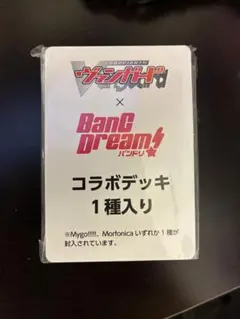 ヴァンガード
Vanguard
×
BanG
Dream!
バンドリ!
コラボデッキ
1種入り
※Mygo!!!!!、Morfonica いずれか1種が
封入されています。